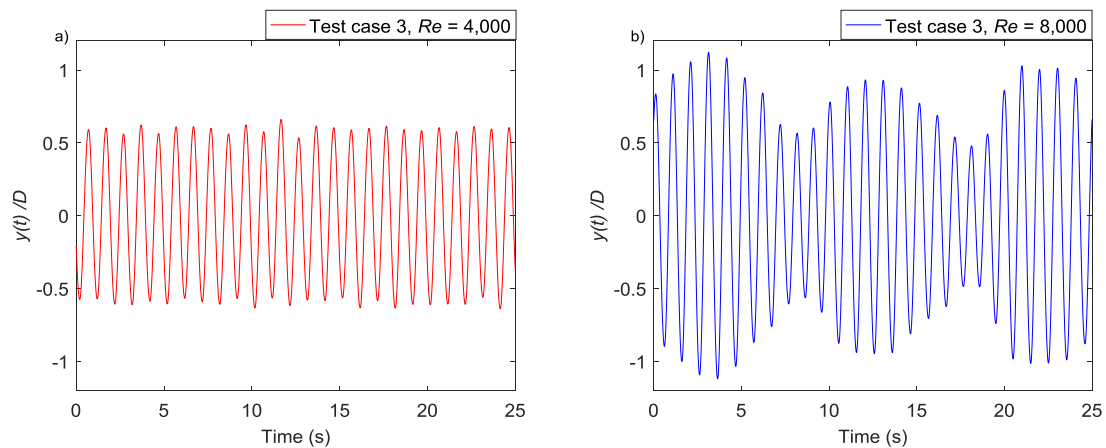 a)
Test case 3, Re = 4,000
1
0.5
0
-0.5
-1
y(t) /D
0 5 10 15 20 25
Time (s)
b)
Test case 3, Re = 8,000
1
0.5
0
-0.5
-1
y(t) /D
0 5 10 15 20 25
Time (s)